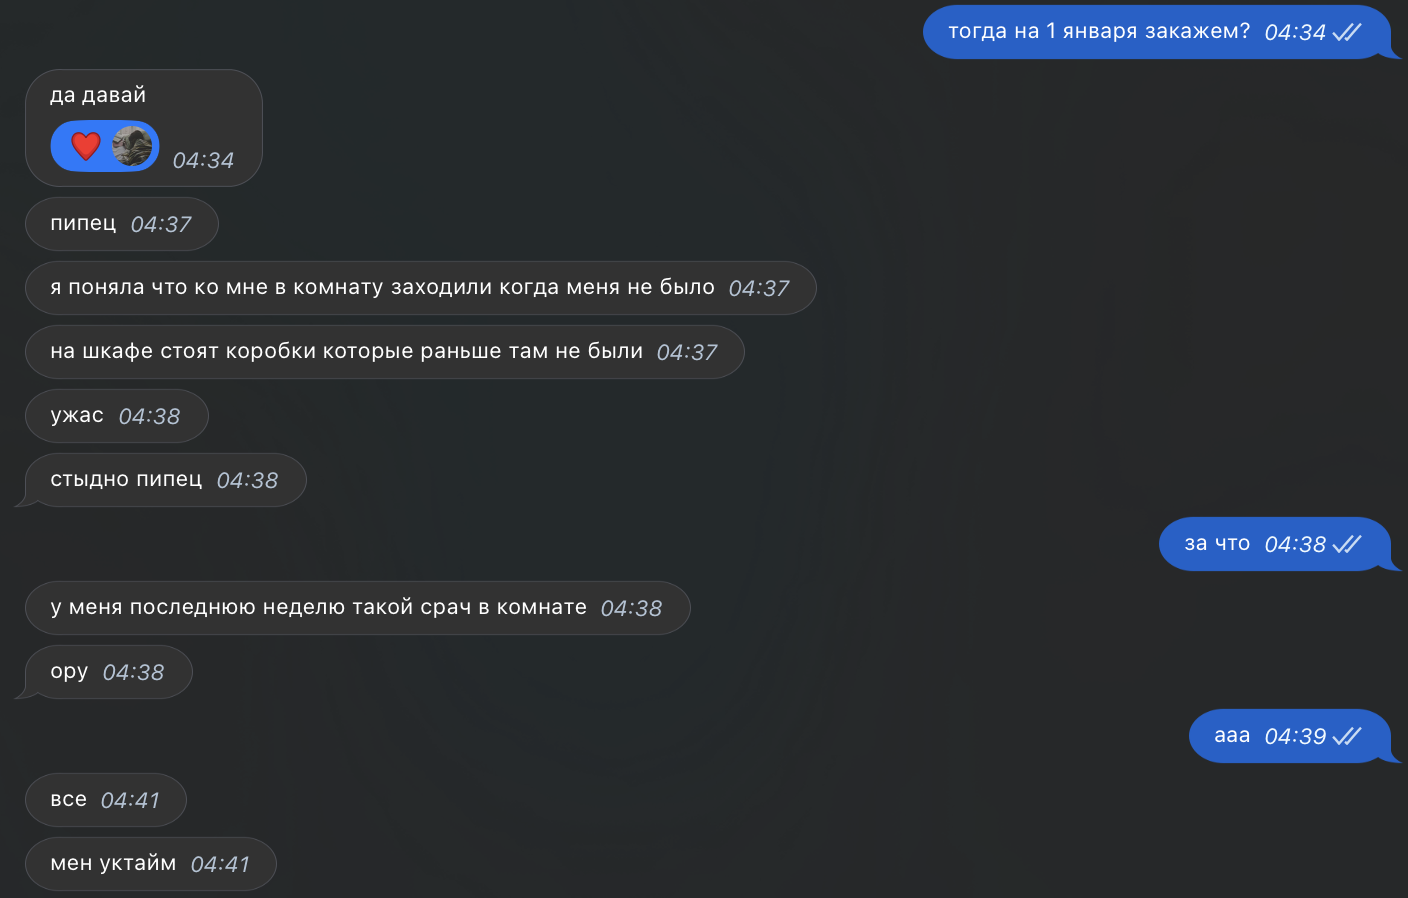 тогда на 1 января закажем? 04:34
да давай
04:34
пипец 04:37
я поняла что ко мне в комнату заходили когда меня не было 04:37
на шкафе стоят коробки которые раньше там не были 04:37
ужас 04:38
стыдно пипец 04:38
за что 04:38
у меня последнюю неделю такой срач в комнате 04:38
ору 04:38
ааа 04:39
все 04:41
мен уктайм 04:41